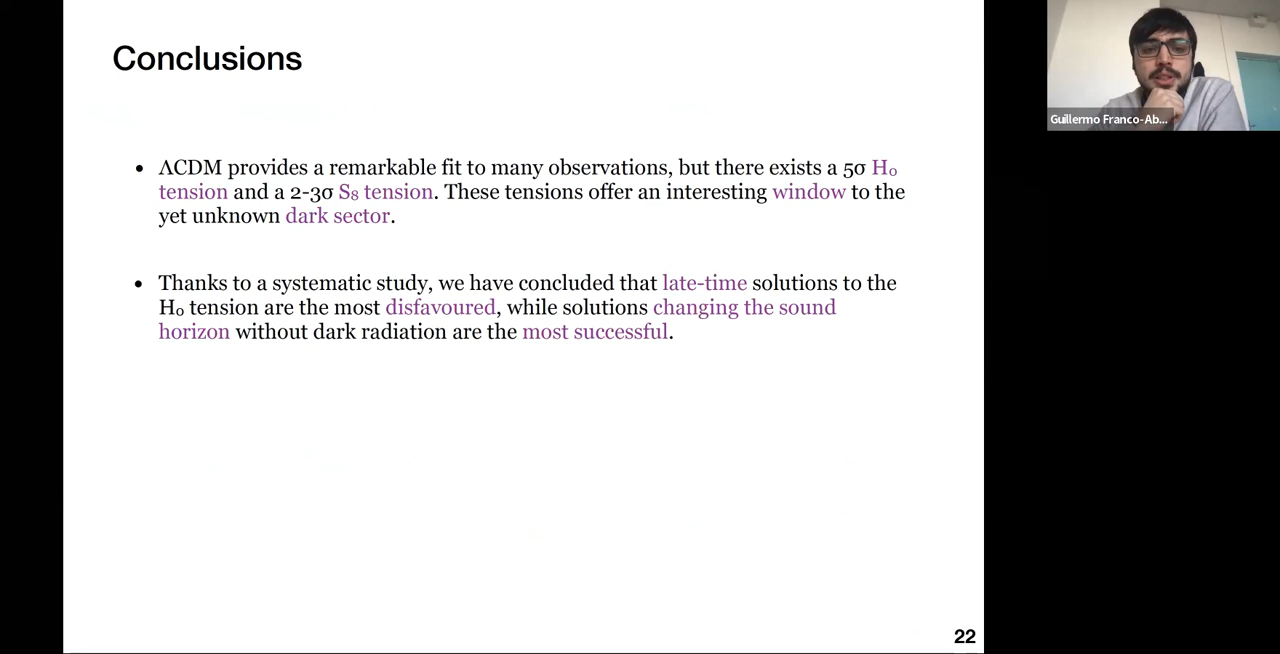 Conclusions
• ΛCDM provides a remarkable fit to many observations, but there exists a 5σ H₀
tension and a 2-3σ S₈ tension. These tensions offer an interesting window to the
yet unknown dark sector.
• Thanks to a systematic study, we have concluded that late-time solutions to the
H₀ tension are the most disfavoured, while solutions changing the sound
horizon without dark radiation are the most successful.
22
Guillermo Franco-Ab...